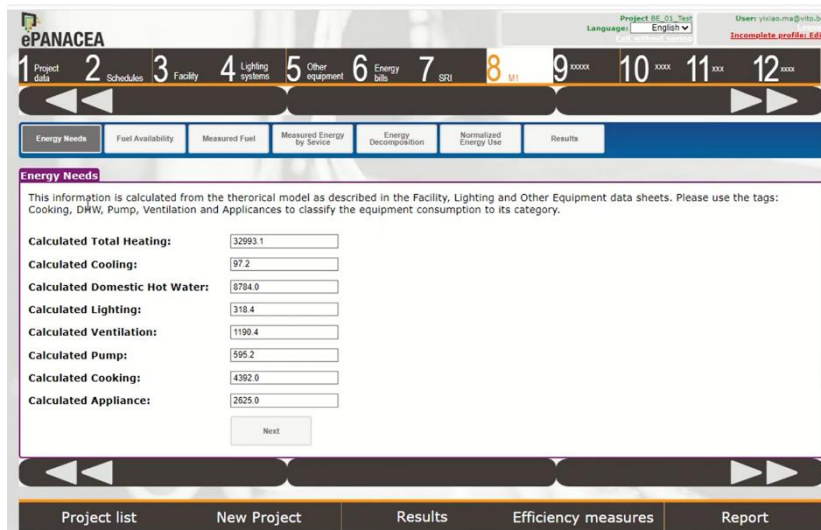 ePANACEA
Project BE_01_Test
Language: English
User: yixiao.ma@vito.b
Incomplete profile: Edi
1 Project data
2 Schedules
3 Facility
4 Lighting systems
5 Other equipment
6 Energy bills
7 SRI
8 M1
9 xxxxx
10 xxxx
11 xxx
12 xxxx
Energy Needs
Fuel Availability
Measured Fuel
Measured Energy
by Sevice
Energy
Decomposition
Normalized
Energy Use
Results
Energy Needs
This information is calculated from the therorical model as described in the Facility, Lighting and Other Equipment data sheets. Please use the tags:
Cooking, DHW, Pump, Ventilation and Applicances to classify the equipment consumption to its category.
Calculated Total Heating: 32993.1
Calculated Cooling: 97.2
Calculated Domestic Hot Water: 8784.0
Calculated Lighting: 318.4
Calculated Ventilation: 1190.4
Calculated Pump: 595.2
Calculated Cooking: 4392.0
Calculated Appliance: 2625.0
Next
Project list
New Project
Results
Efficiency measures
Report